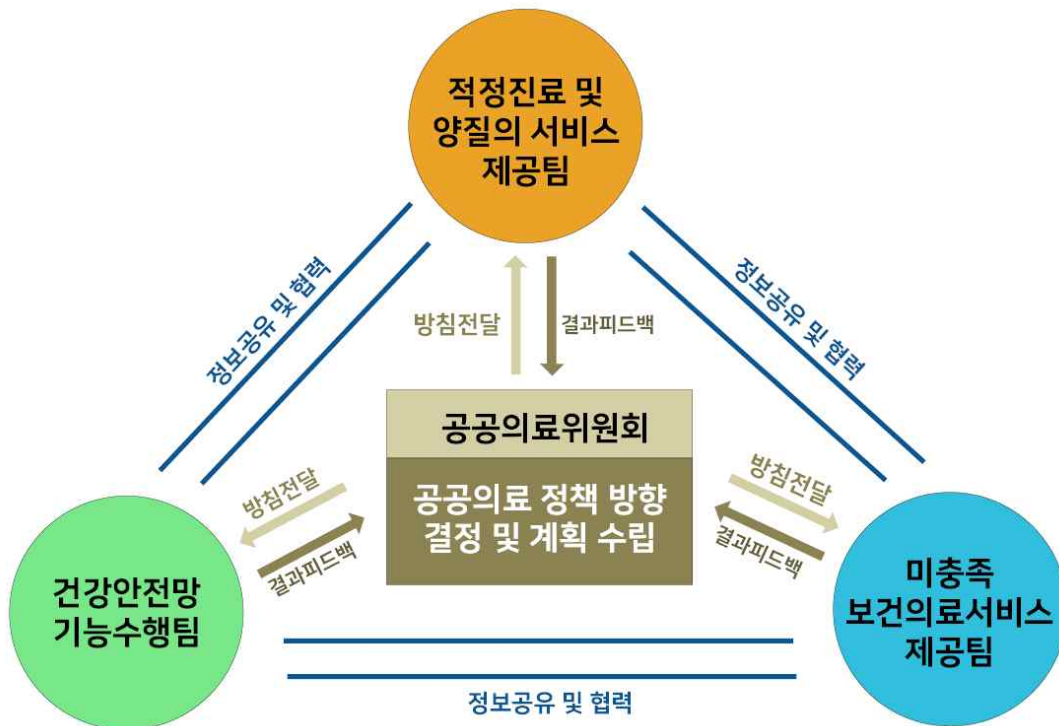 적정진료 및
양질의 서비스
제공팀
정보공유 및 협력
정보공유 및 협력
방침전달
결과피드백
공공의료위원회
공공의료 정책 방향
결정 및 계획 수립
방침전달
결과피드백
방침전달
결과피드백
건강안전망
기능수행팀
미충족
보건의료서비스
제공팀
정보공유 및 협력